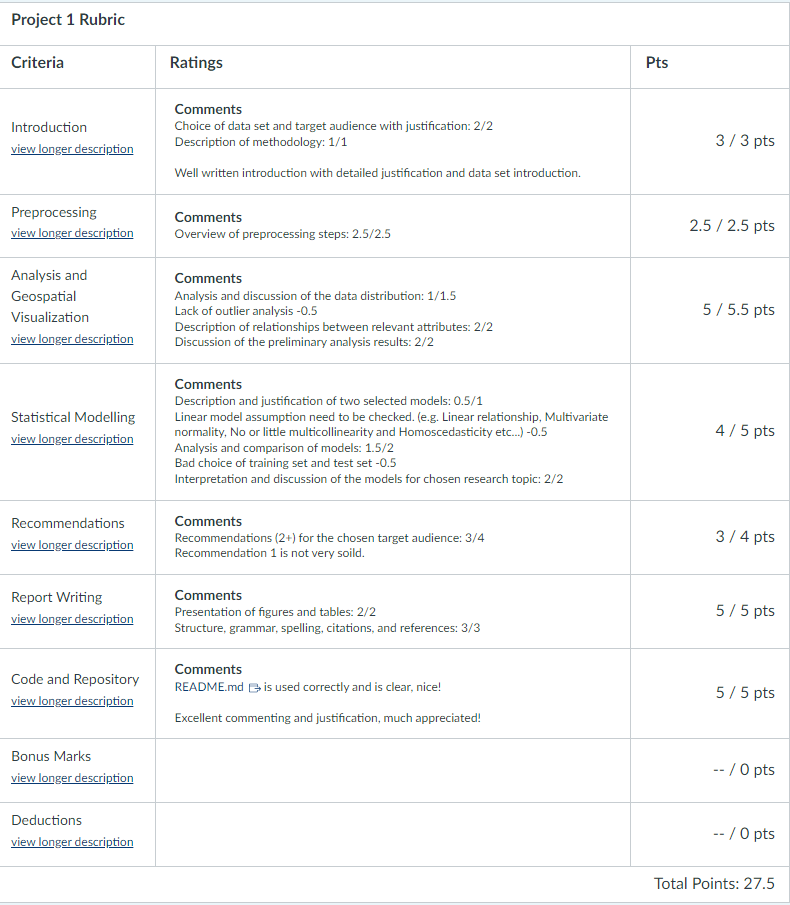 Project 1 Rubric
Criteria Ratings Pts
Introduction
view longer description
Comments
Choice of data set and target audience with justification: 2/2
Description of methodology: 1/1
Well written introduction with detailed justification and data set introduction.
3 / 3 pts
Preprocessing
view longer description
Comments
Overview of preprocessing steps: 2.5/2.5
2.5 / 2.5 pts
Analysis and
Geospatial
Visualization
view longer description
Comments
Analysis and discussion of the data distribution: 1/1.5
Lack of outlier analysis -0.5
Description of relationships between relevant attributes: 2/2
Discussion of the preliminary analysis results: 2/2
5 / 5.5 pts
Statistical Modelling
view longer description
Comments
Description and justification of two selected models: 0.5/1
Linear model assumption need to be checked. (e.g. Linear relationship, Multivariate
normality, No or little multicollinearity and Homoscedasticity etc...) -0.5
Analysis and comparison of models: 1.5/2
Bad choice of training set and test set -0.5
Interpretation and discussion of the models for chosen research topic: 2/2
4 / 5 pts
Recommendations
view longer description
Comments
Recommendations (2+) for the chosen target audience: 3/4
Recommendation 1 is not very soild.
3 / 4 pts
Report Writing
view longer description
Comments
Presentation of figures and tables: 2/2
Structure, grammar, spelling, citations, and references: 3/3
5 / 5 pts
Code and Repository
view longer description
Comments
README.md is used correctly and is clear, nice!
Excellent commenting and justification, much appreciated!
5 / 5 pts
Bonus Marks
view longer description
-- / 0 pts
Deductions
view longer description
-- / 0 pts
Total Points: 27.5